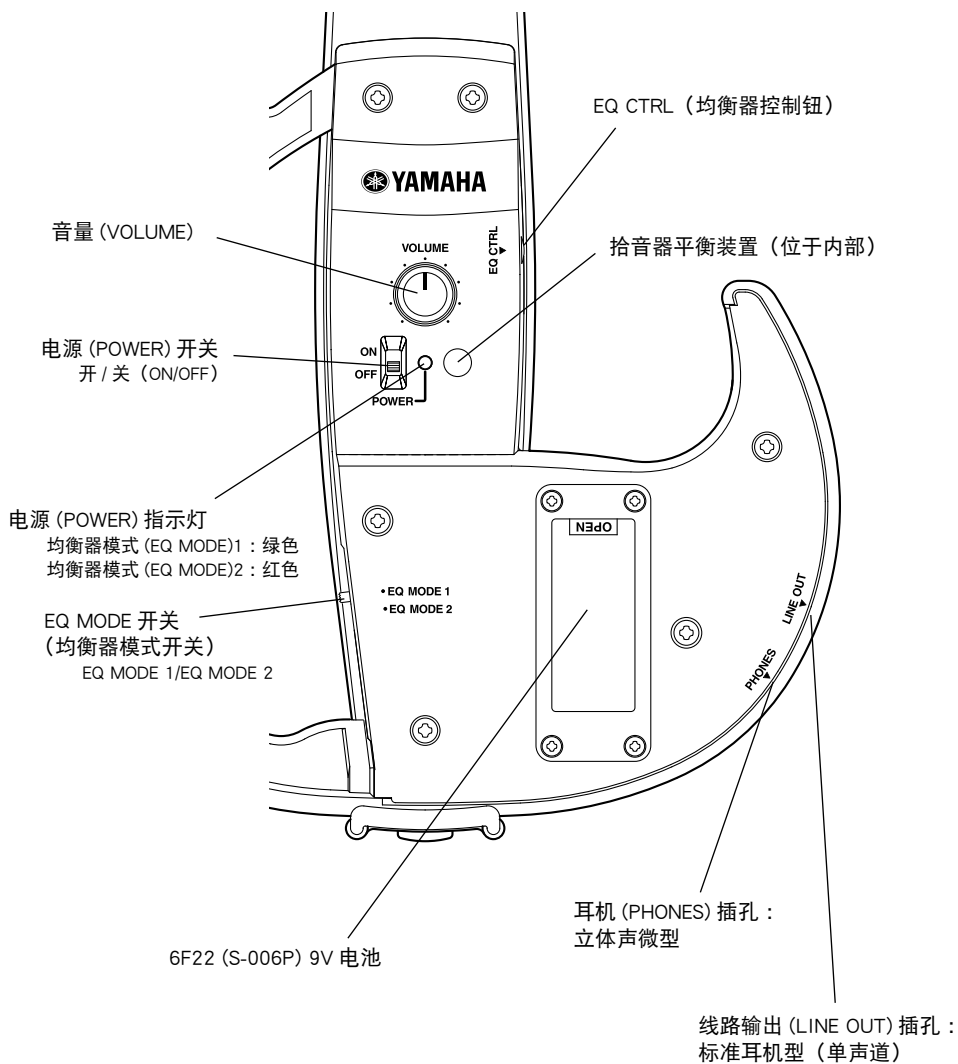 EQ CTRL（均衡器控制钮）
YAMAHA
音量 (VOLUME)
VOLUME
EQ CTRL
拾音器平衡装置（位于内部）
电源 (POWER) 开关
开 / 关（ON/OFF）
ON
OFF
POWER
电源 (POWER) 指示灯
均衡器模式 (EQ MODE)1：绿色
均衡器模式 (EQ MODE)2：红色
OPEN
• EQ MODE 1
• EQ MODE 2
EQ MODE 开关
（均衡器模式开关）
EQ MODE 1/EQ MODE 2
LINE OUT
PHONES
耳机 (PHONES) 插孔：
立体声微型
6F22 (S-006P) 9V 电池
线路输出 (LINE OUT) 插孔：
标准耳机型（单声道）